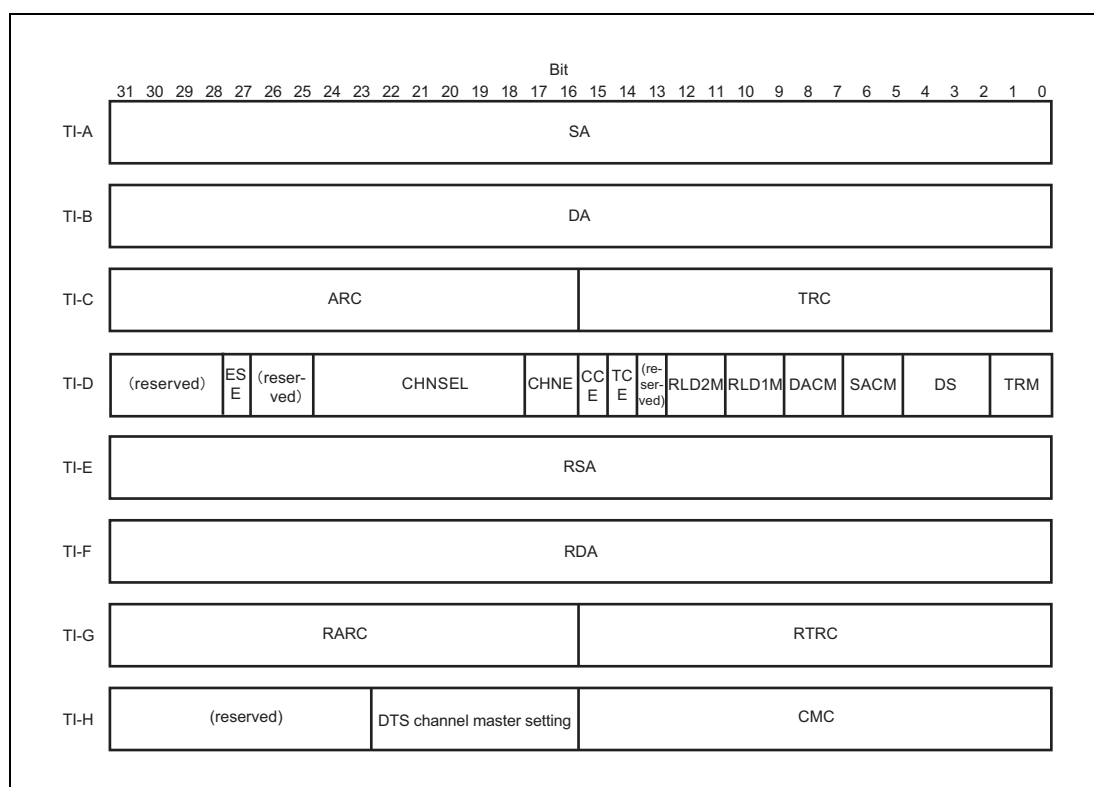 Bit
31 30 29 28 27 26 25 24 23 22 21 20 19 18 17 16 15 14 13 12 11 10 9 8 7 6 5 4 3 2 1 0
TI-A SA
TI-B DA
TI-C ARC TRC
TI-D (reserved) ES
E (reser-
ved) CHNSEL CHNE CC
E TC
E (re-
ser-
ved) RLD2M RLD1M DACM SACM DS TRM
TI-E RSA
TI-F RDA
TI-G RARC RTRC
TI-H (reserved) DTS channel master setting CMC